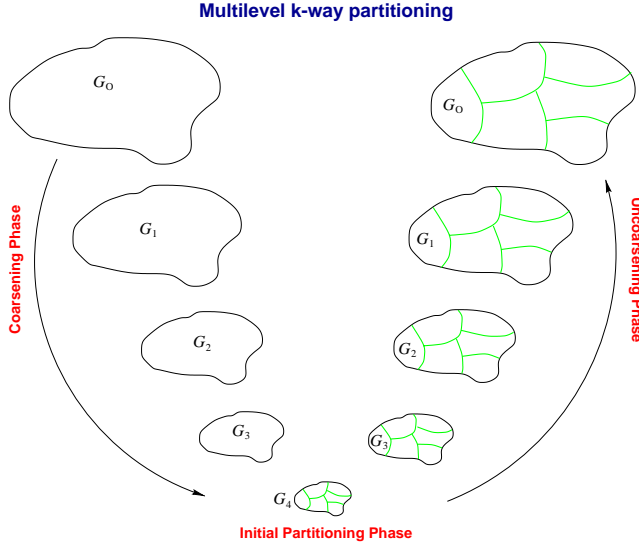 Multilevel k-way partitioning
G_O
G_O
Coarsening Phase
Uncoarsening Phase
G_1
G_1
G_2
G_2
G_3
G_3
G_4
Initial Partitioning Phase